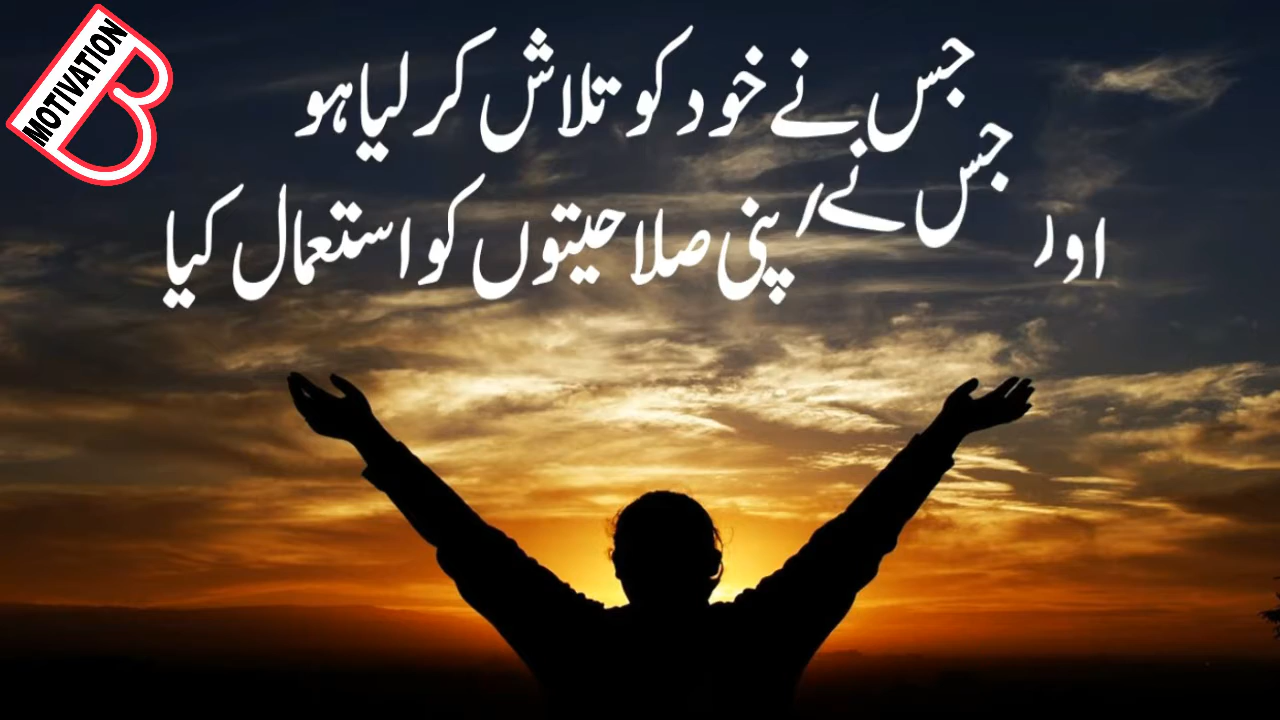 MOTIVATION
B
جس نے خود کو تلاش کر لیا ہو
اور جس نے اپنی صلاحیتوں کو استعمال کیا